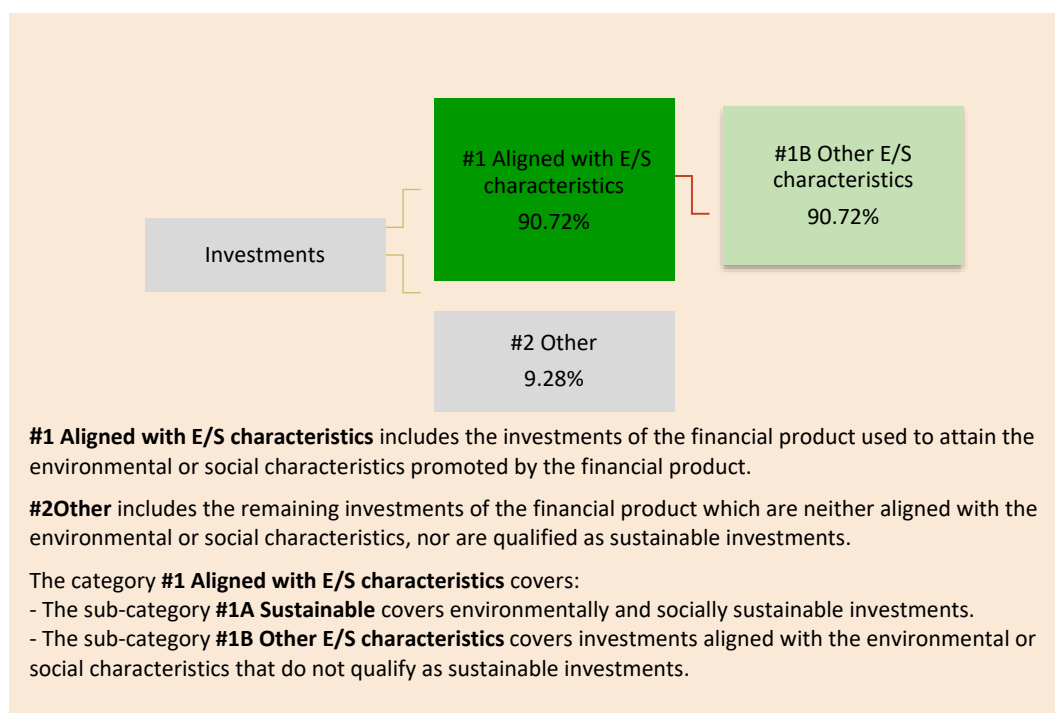 #1 Aligned with E/S
characteristics
90.72%
#1B Other E/S
characteristics
90.72%
Investments
#2 Other
9.28%
#1 Aligned with E/S characteristics includes the investments of the financial product used to attain the
environmental or social characteristics promoted by the financial product.
#2Other includes the remaining investments of the financial product which are neither aligned with the
environmental or social characteristics, nor are qualified as sustainable investments.
The category #1 Aligned with E/S characteristics covers:
- The sub-category #1A Sustainable covers environmentally and socially sustainable investments.
- The sub-category #1B Other E/S characteristics covers investments aligned with the environmental or
social characteristics that do not qualify as sustainable investments.